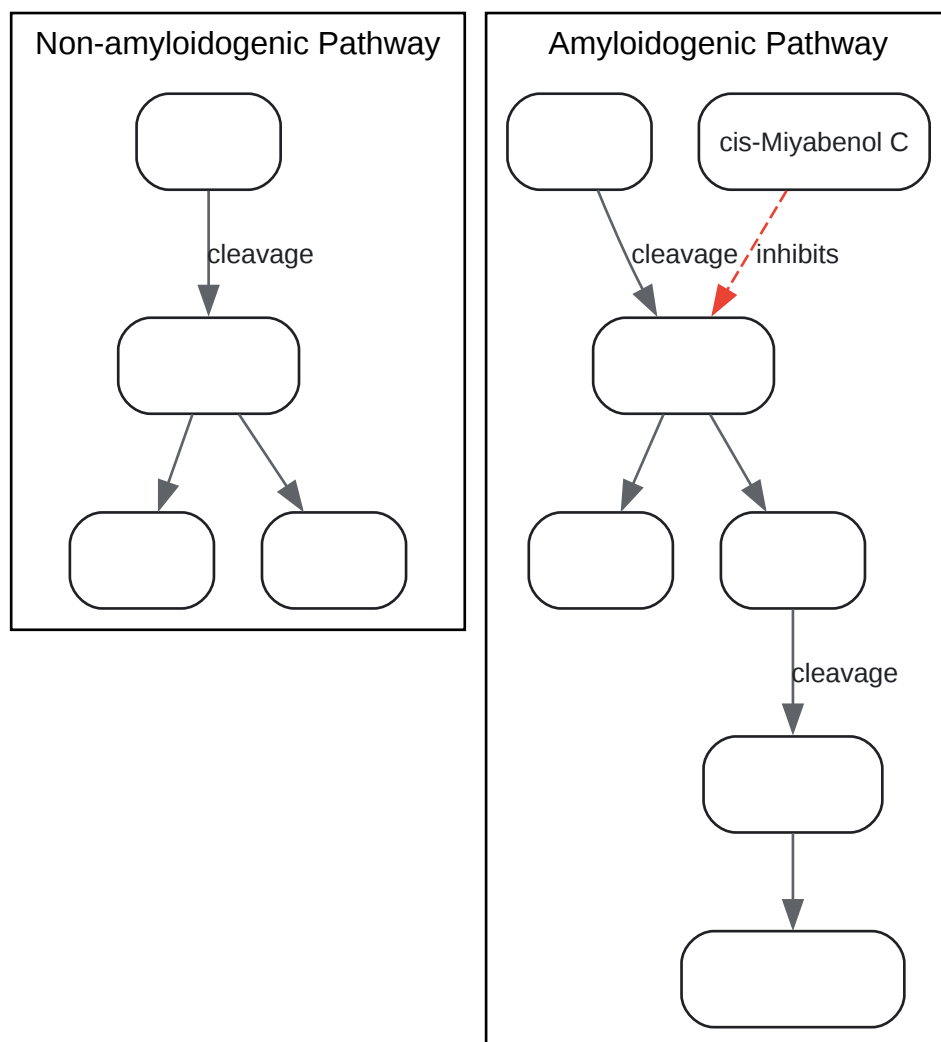 Non-amyloidogenic Pathway
cleavage
Amyloidogenic Pathway
cis-Miyabenol C
cleavage
inhibits
cleavage